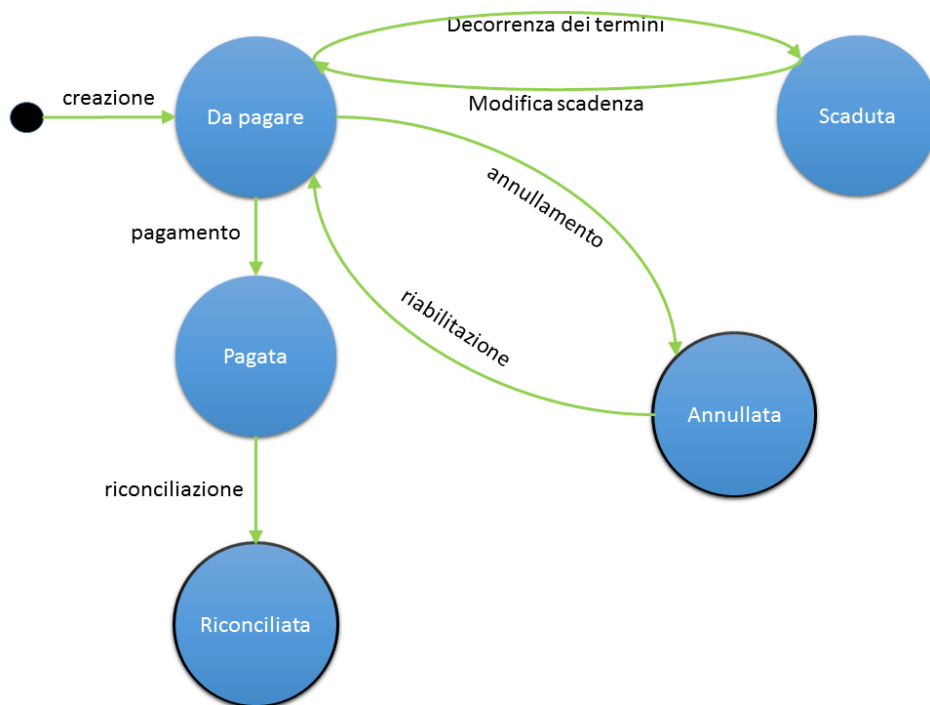 Decorrenza dei termini
creazione
Da pagare
Modifica scadenza
Scaduta
annullamento
pagamento
riabilitazione
Pagata
Annullata
riconciliazione
Riconciliata